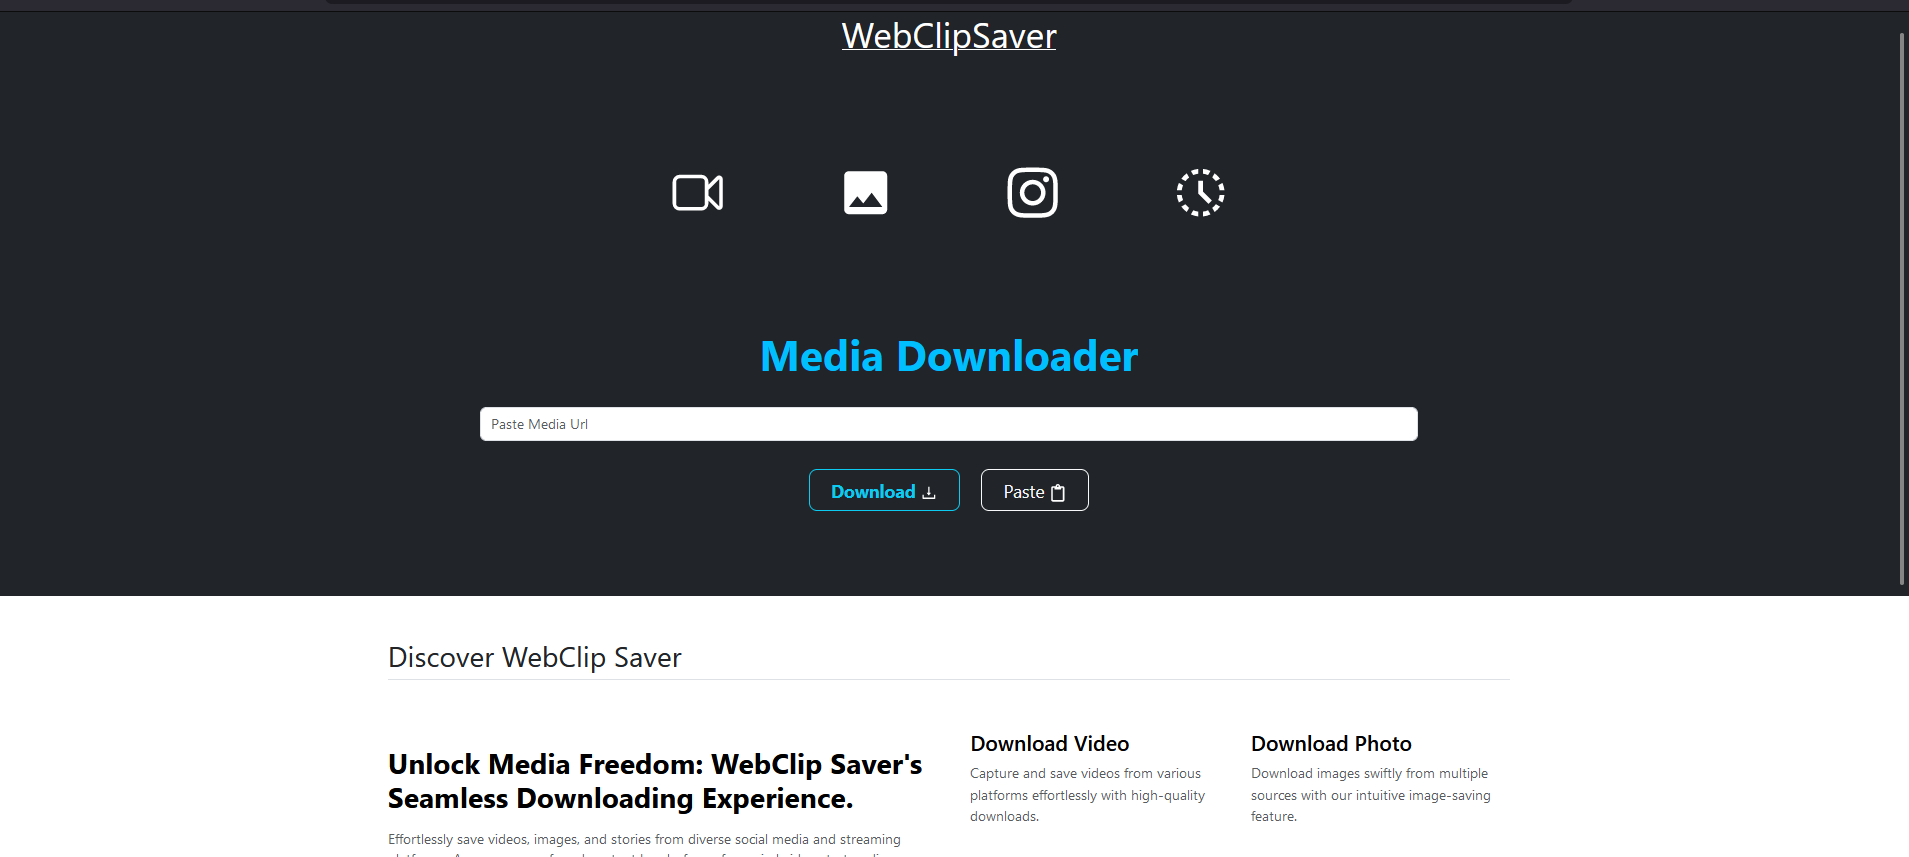 WebClipSaver
Media Downloader
Paste Media Url
Download
Paste
Discover WebClip Saver
Unlock Media Freedom: WebClip Saver's
Seamless Downloading Experience.
Effortlessly save videos, images, and stories from diverse social media and streaming
Download Video
Capture and save videos from various
platforms effortlessly with high-quality
downloads.
Download Photo
Download images swiftly from multiple
sources with our intuitive image-saving
feature.